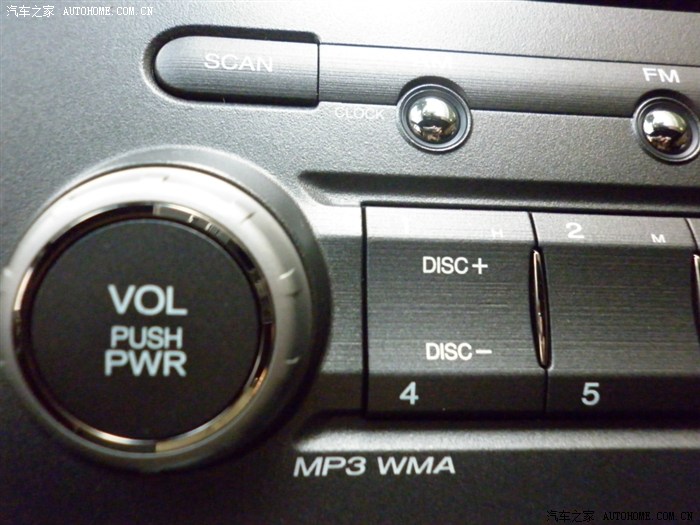 汽车之家 AUTOHOME.COM.CN
SCAN
CLOCK
FM
1 H
2 M
DISC+
DISC-
4
5
VOL
PUSH
PWR
MP3 WMA
汽车之家 AUTOHOME.COM.CN